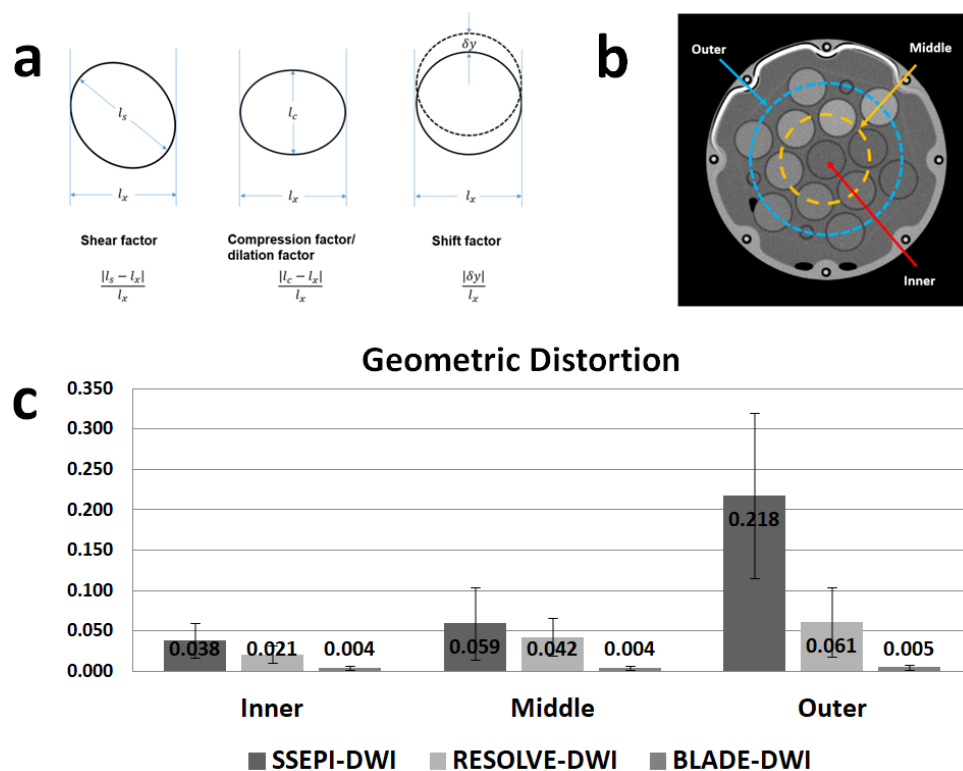 a
l_s
l_x
Shear factor
|l_s − l_x|
l_x
l_c
l_x
Compression factor/
dilation factor
|l_c − l_x|
l_x
δy
l_x
Shift factor
|δy|
l_x
b
Outer
Middle
Inner
c
Geometric Distortion
0.350
0.300
0.250
0.200
0.150
0.100
0.050
0.000
0.038
0.021
0.004
0.059
0.042
0.004
0.218
0.061
0.005
Inner
Middle
Outer
SSEPI-DWI
RESOLVE-DWI
BLADE-DWI